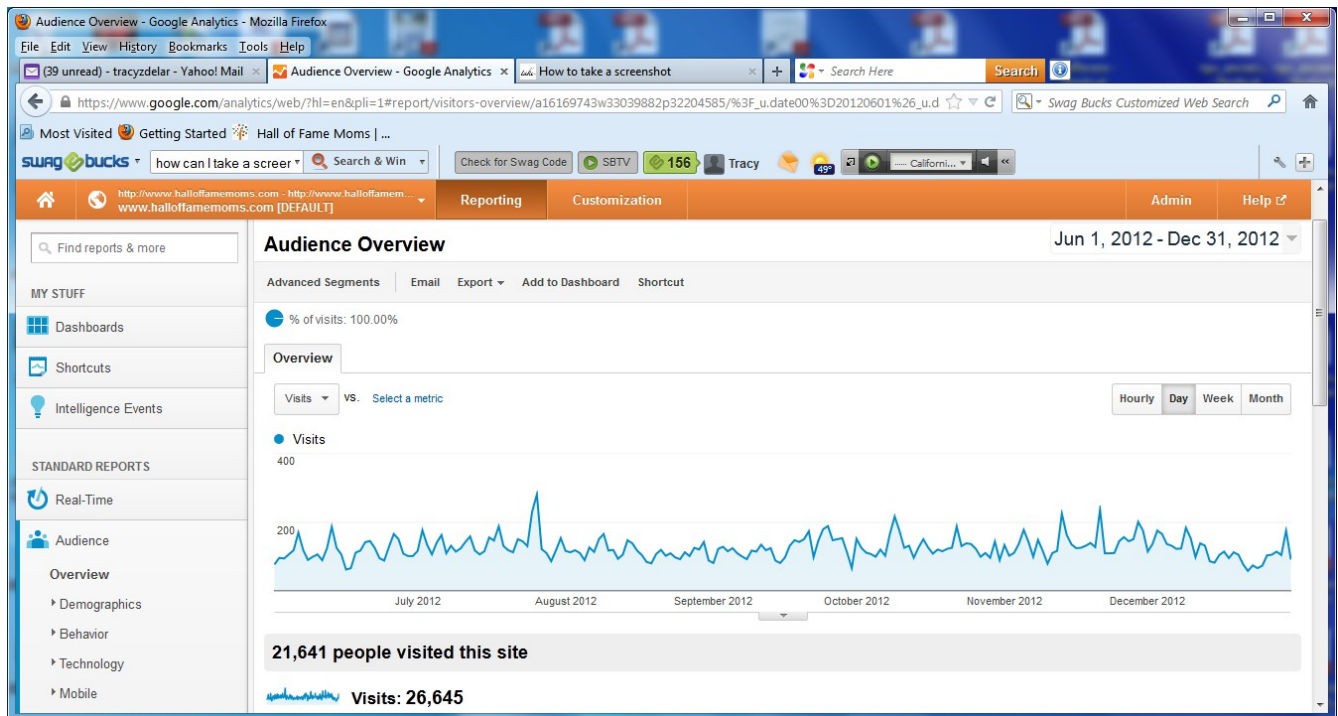 Audience Overview - Google Analytics - Mozilla Firefox
File Edit View History Bookmarks Tools Help
(39 unread) - tracyzdelar - Yahoo! Mail × Audience Overview - Google Analytics × How to take a screenshot × + Search Here Search
https://www.google.com/analytics/web/?hl=en&pli=1#report/visitors-overview/a16169743w33039882p32204585/%3F_u.date00%3D20120601%26_u.d Swag Bucks Customized Web Search
Most Visited Getting Started Hall of Fame Moms | ...
swagbucks how can I take a screer Search & Win Check for Swag Code SBTV 156 Tracy 49° ..... Californi...
http://www.halloffamemoms.com - http://www.halloffamem...
www.halloffamemoms.com [DEFAULT] Reporting Customization Admin Help
Find reports & more
Audience Overview Jun 1, 2012 - Dec 31, 2012
Advanced Segments Email Export Add to Dashboard Shortcut
MY STUFF
% of visits: 100.00%
Dashboards
Overview
Shortcuts
Visits VS. Select a metric Hourly Day Week Month
Intelligence Events
Visits
400
STANDARD REPORTS
Real-Time
200
Audience
Overview
Demographics
July 2012 August 2012 September 2012 October 2012 November 2012 December 2012
Behavior
21,641 people visited this site
Technology
Mobile
Visits: 26,645